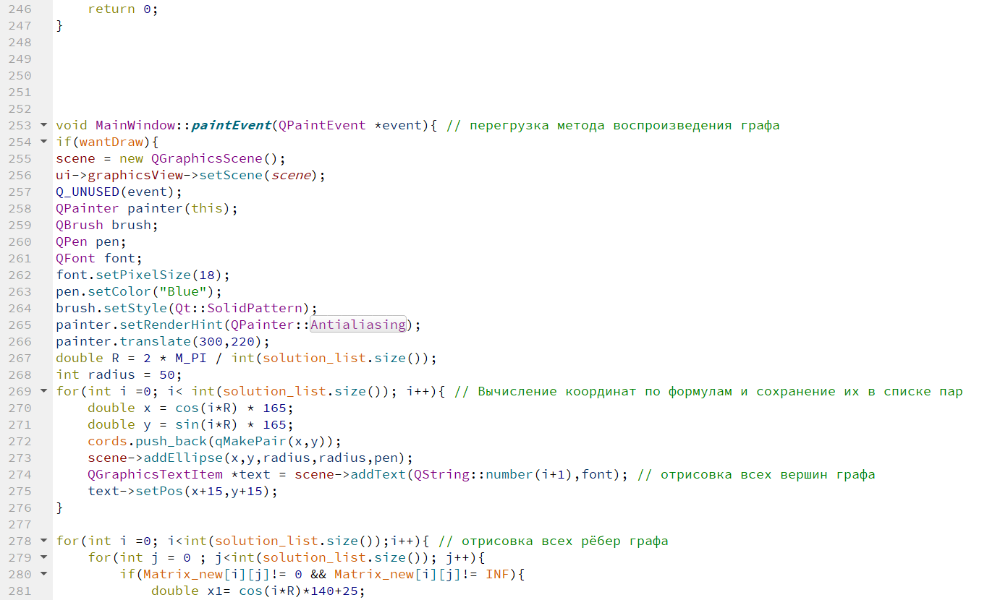 246 return 0;
247 }
248
249
250
251
252
253 void MainWindow::paintEvent(QPaintEvent *event){ // перегрузка метода воспроизведения графа
254 if(wantDraw){
255 scene = new QGraphicsScene();
256 ui->graphicsView->setScene(scene);
257 Q_UNUSED(event);
258 QPainter painter(this);
259 QBrush brush;
260 QPen pen;
261 QFont font;
262 font.setPixelSize(18);
263 pen.setColor("Blue");
264 brush.setStyle(Qt::SolidPattern);
265 painter.setRenderHint(QPainter::Antialiasing);
266 painter.translate(300,220);
267 double R = 2 * M_PI / int(solution_list.size());
268 int radius = 50;
269 for(int i =0; i< int(solution_list.size()); i++){ // Вычисление координат по формулам и сохранение их в списке пар
270 double x = cos(i*R) * 165;
271 double y = sin(i*R) * 165;
272 cords.push_back(qMakePair(x,y));
273 scene->addEllipse(x,y,radius,radius,pen);
274 QGraphicsTextItem *text = scene->addText(QString::number(i+1),font); // отрисовка всех вершин графа
275 text->setPos(x+15,y+15);
276 }
277
278 for(int i =0; i<int(solution_list.size());i++){ // отрисовка всех рёбер графа
279 for(int j = 0 ; j<int(solution_list.size()); j++){
280 if(Matrix_new[i][j]!= 0 && Matrix_new[i][j]!= INF){
281 double x1= cos(i*R)*140+25;